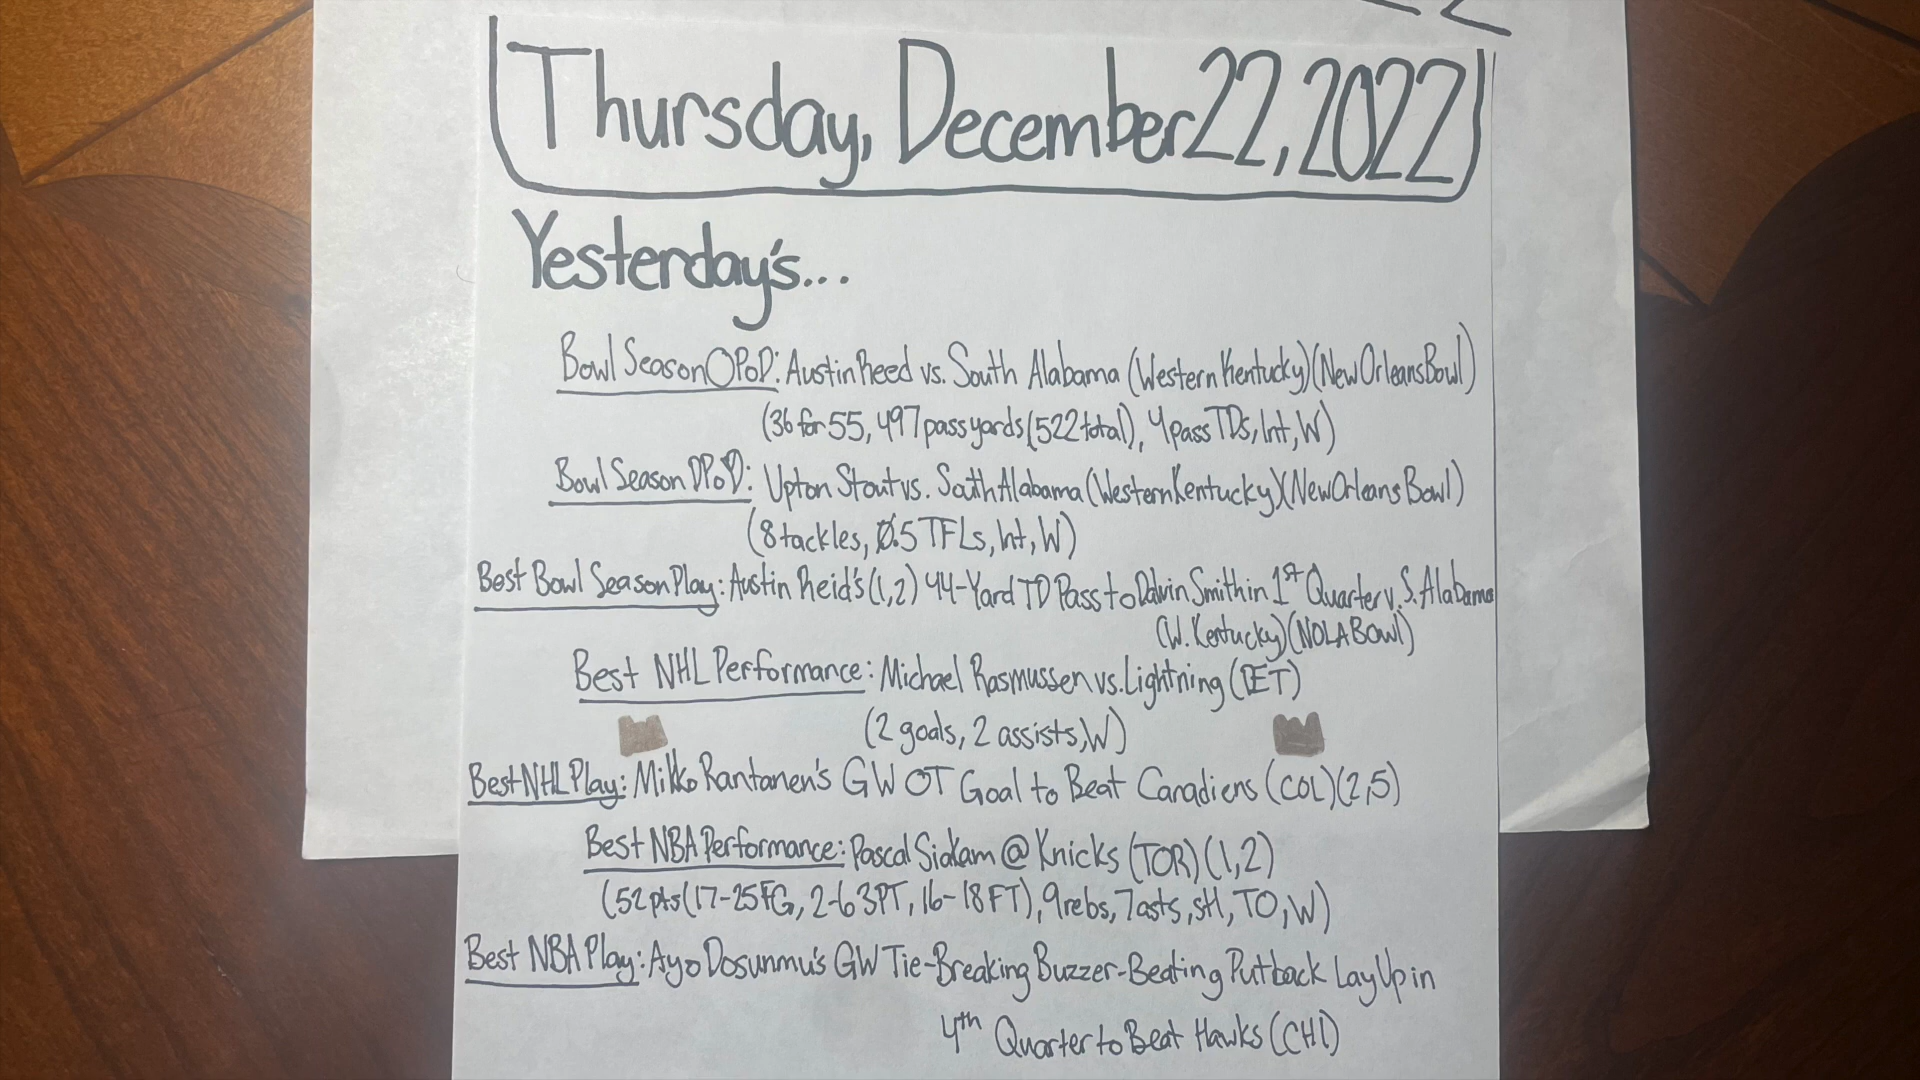 Thursday, December 22, 2022
Yesterday's...
Bowl Season OPoD: Austin Reed vs. South Alabama (Western Kentucky)(New Orleans Bowl)
(36 for 55, 497 pass yards (522 total), 4 pass TDs, Int, W)
Bowl Season DPoD: Upton Stout vs. South Alabama (Western Kentucky)(New Orleans Bowl)
(8 tackles, 0.5 TFLs, Int, W)
Best Bowl Season Play: Austin Reid's (1,2) 44-Yard TD Pass to Dalvin Smith in 1st Quarter v. S. Alabama
(W. Kentucky)(NOLA Bowl)
Best NHL Performance: Michael Rasmussen vs. Lightning (DET)
(2 goals, 2 assists, W)
Best NHL Play: Mikko Rantanen's GW OT Goal to Beat Canadiens (COL)(2,5)
Best NBA Performance: Pascal Siakam @ Knicks (TOR)(1,2)
(52 pts (17-25 FG, 2-6 3PT, 16-18 FT), 9 rebs, 7 asts, stl, TO, W)
Best NBA Play: Ayo Dosunmu's GW Tie-Breaking Buzzer-Beating Putback Lay Up in
4th Quarter to Beat Hawks (CHI)